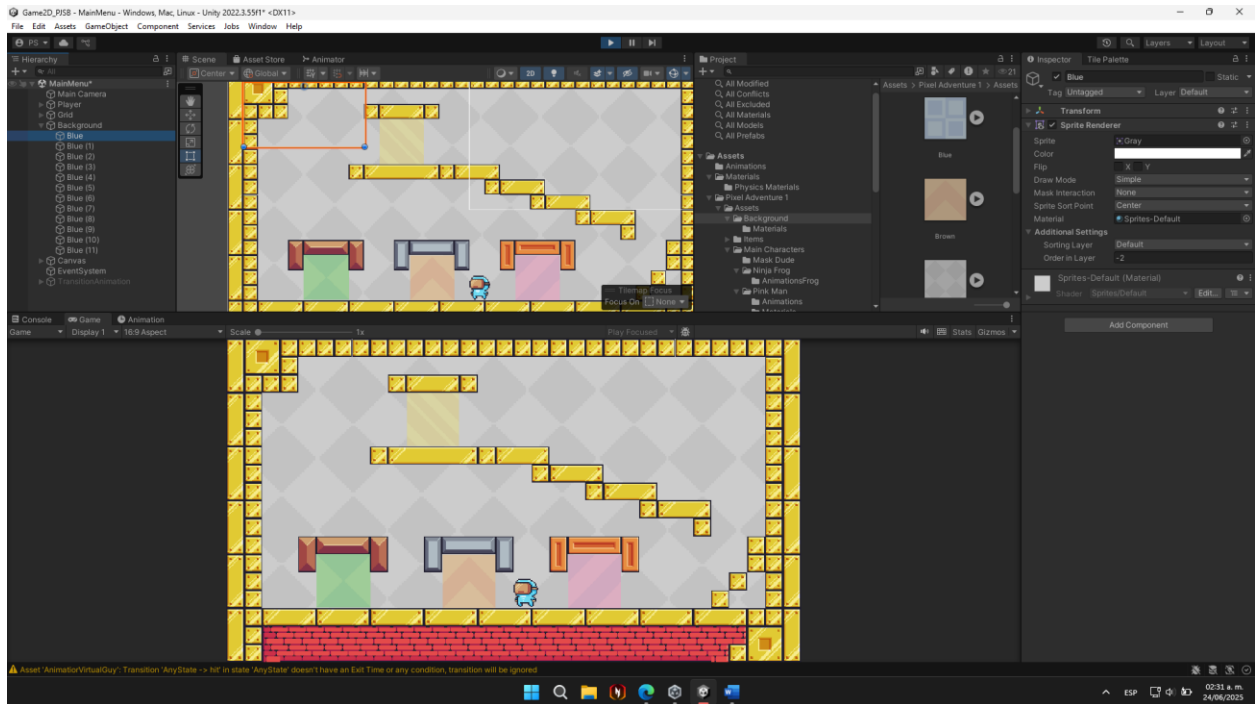 Game2D_PJSB - MainMenu - Windows, Mac, Linux - Unity 2022.3.55f1* <DX11>
File Edit Assets GameObject Component Services Jobs Window Help
PS
Layers Layout
Hierarchy
All
MainMenu*
Main Camera
Player
Grid
Background
Blue
Blue (1)
Blue (2)
Blue (3)
Blue (4)
Blue (5)
Blue (6)
Blue (7)
Blue (8)
Blue (9)
Blue (10)
Blue (11)
Canvas
EventSystem
TransitionAnimation
Scene Asset Store Animator
Center Global 2D
Tilemap Focus
Focus On None
Project
21
All Modified
All Conflicts
All Excluded
All Materials
All Models
All Prefabs
Assets
Animations
Materials
Physics Materials
Pixel Adventure 1
Assets
Background
Materials
Items
Main Characters
Mask Dude
Ninja Frog
AnimationsFrog
Pink Man
Animations
Materials
Assets > Pixel Adventure 1 > Assets
Blue
Brown
Inspector Tile Palette
Blue Static
Tag Untagged Layer Default
Transform
Sprite Renderer
Sprite Gray
Color
Flip X Y
Draw Mode Simple
Mask Interaction None
Sprite Sort Point Center
Material Sprites-Default
Additional Settings
Sorting Layer Default
Order in Layer -2
Sprites-Default (Material)
Shader Sprites/Default Edit...
Add Component
Console Game Animation
Game Display 1 16:9 Aspect Scale 1x Play Focused Stats Gizmos
Asset 'AnimatiorVirtualGuy': Transition 'AnyState -> hit' in state 'AnyState' doesn't have an Exit Time or any condition, transition will be ignored
ESP
02:31 a. m.
24/06/2025